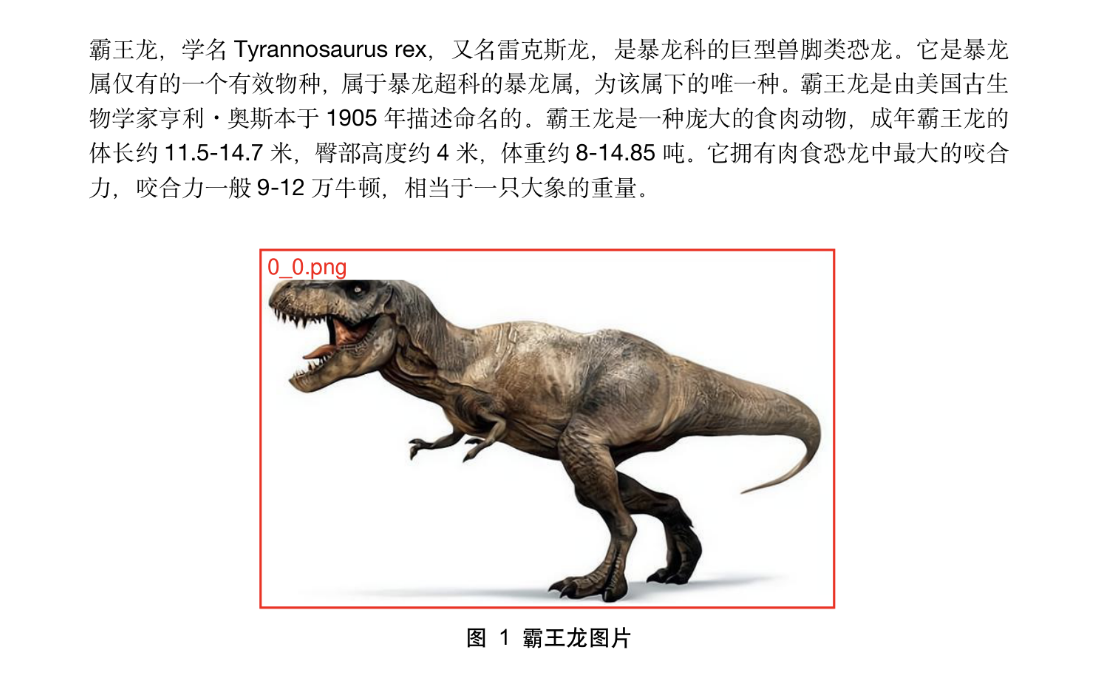 霸王龙，学名 Tyrannosaurus rex，又名雷克斯龙，是暴龙科的巨型兽脚类恐龙。它是暴龙
属仅有的一个有效物种，属于暴龙超科的暴龙属，为该属下的唯一种。霸王龙是由美国古生
物学家亨利·奥斯本于 1905 年描述命名的。霸王龙是一种庞大的食肉动物，成年霸王龙的
体长约 11.5-14.7 米，臀部高度约 4 米，体重约 8-14.85 吨。它拥有肉食恐龙中最大的咬合
力，咬合力一般 9-12 万牛顿，相当于一只大象的重量。
0_0.png
图 1 霸王龙图片